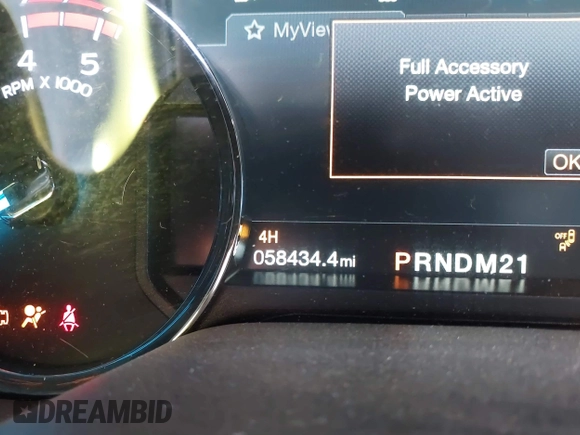 MyView
Full Accessory
Power Active
OK
4 5
RPM X 1000
4H
058434.4mi
PRNDM21
OFF
A
DREAMBID